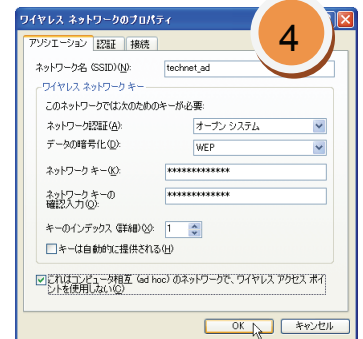 ワイヤレス ネットワークのプロパティ
4
アソシエーション 認証 接続
ネットワーク名 (SSID)(N): technet_ad
ワイヤレス ネットワーク キー
このネットワークでは次のためのキーが必要:
ネットワーク認証(A): オープン システム
データの暗号化(D): WEP
ネットワーク キー(K): *************
ネットワーク キーの
確認入力(O): *************
キーのインデックス (詳細)(X): 1
キーは自動的に提供される(H)
これはコンピュータ相互 (ad hoc) のネットワークで、ワイヤレス アクセス ポイ
ントを使用しない(C)
OK キャンセル